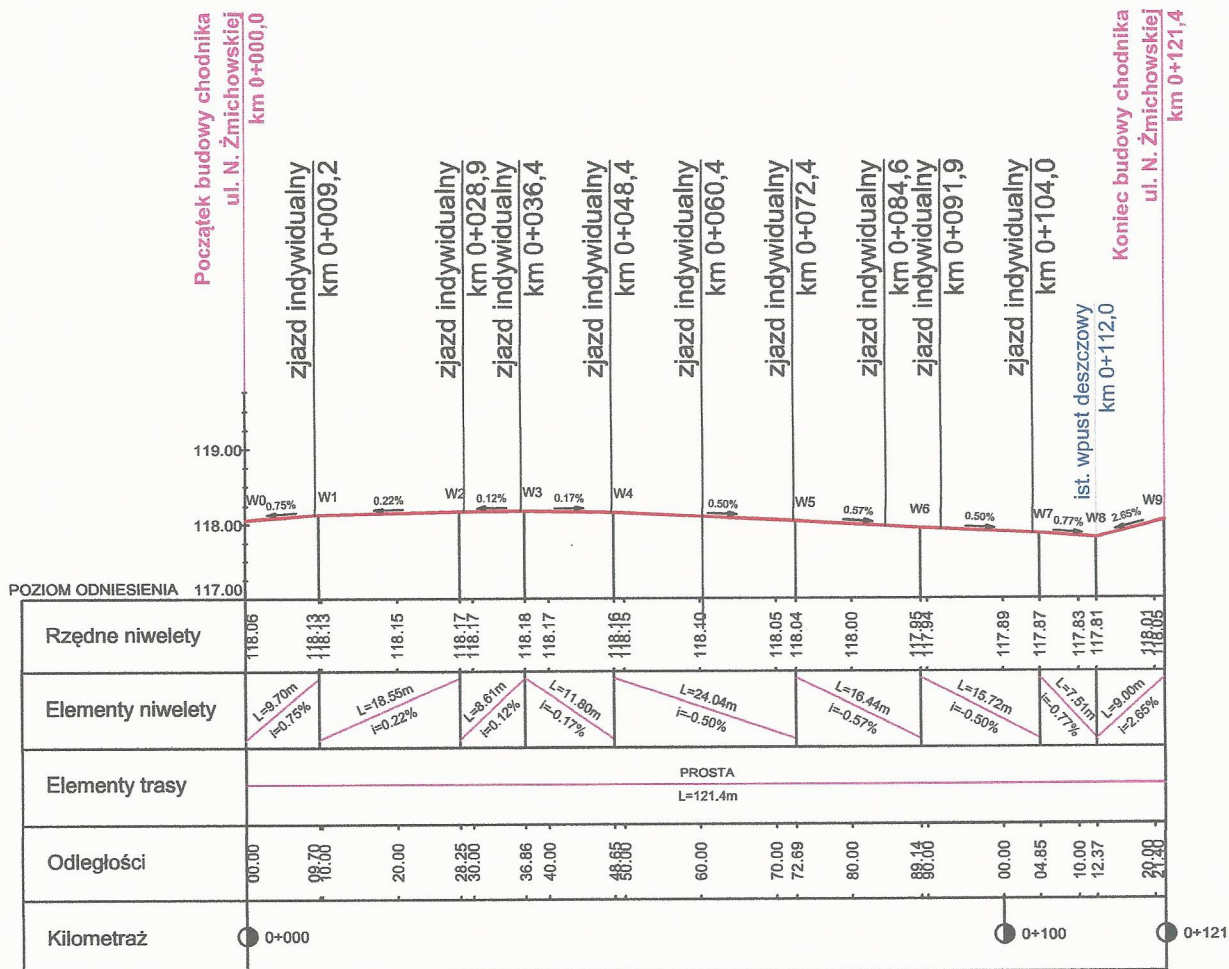 Początek budowy chodnika
ul. N. Żmichowskiej
km 0+000,0
zjazd indywidualny
km 0+009,2
zjazd indywidualny
km 0+028,9
zjazd indywidualny
km 0+036,4
zjazd indywidualny
km 0+048,4
zjazd indywidualny
km 0+060,4
zjazd indywidualny
km 0+072,4
zjazd indywidualny
km 0+084,6
zjazd indywidualny
km 0+091,9
zjazd indywidualny
km 0+104,0
ist. wpust deszczowy
km 0+112,0
Koniec budowy chodnika
ul. N. Żmichowskiej
km 0+121,4
119.00
118.00
117.00
W0 0.75% W1 0.22% W2 0.12% W3 0.17% W4 0.50% W5 0.57% W6 0.50% W7 0.77% W8 2.65% W9
POZIOM ODNIESIENIA
Rzędne niwelety
118.06 118.13 118.13 118.15 118.17 118.17 118.18 118.17 118.16 118.15 118.10 118.05 118.04 118.00 117.95 117.94 117.89 117.87 117.83 117.81 118.01 118.05
Elementy niwelety
L=9.70m
i=0.75%
L=18.55m
i=0.22%
L=8.61m
i=0.12%
L=11.80m
i=-0.17%
L=24.04m
i=-0.50%
L=16.44m
i=-0.57%
L=15.72m
i=-0.50%
L=7.51m
i=-0.77%
L=9.00m
i=2.65%
Elementy trasy
PROSTA
L=121.4m
Odległości
00.00 09.70 10.00 20.00 28.25 30.00 36.86 40.00 48.65 50.00 60.00 70.00 72.69 80.00 89.14 90.00 00.00 04.85 10.00 12.37 20.00 21.40
Kilometraż
0+000
0+100
0+121